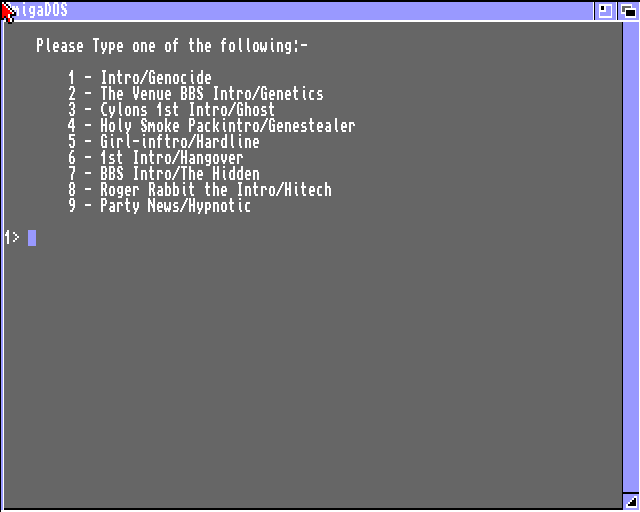 migaDOS
Please Type one of the following:-
1 - Intro/Genocide
2 - The Venue BBS Intro/Genetics
3 - Cylons 1st Intro/Ghost
4 - Holy Smoke Packintro/Genestealer
5 - Girl-inftro/Hardline
6 - 1st Intro/Hangover
7 - BBS Intro/The Hidden
8 - Roger Rabbit the Intro/Hitech
9 - Party News/Hypnotic
1>